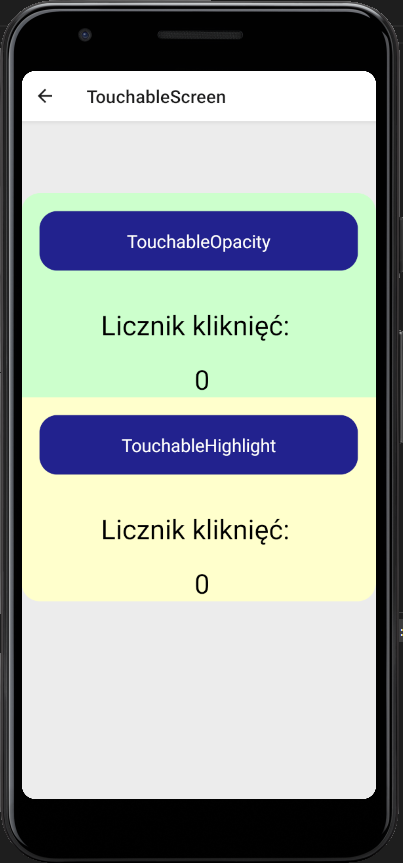 TouchableScreen
TouchableOpacity
Licznik kliknięć:
0
TouchableHighlight
Licznik kliknięć:
0